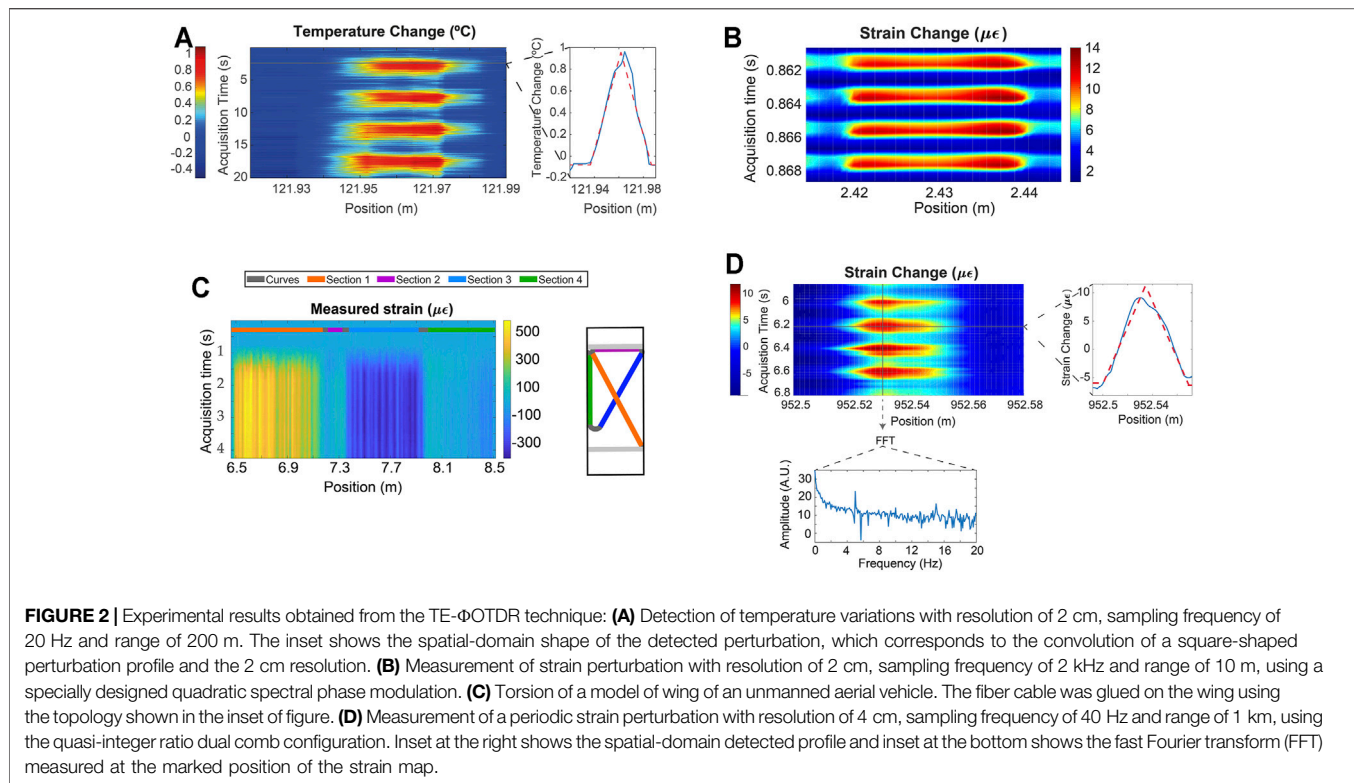 A
Temperature Change (ºC)
1
0.8
0.6
0.4
0.2
0
-0.2
-0.4
Acquisition Time (s)
5
10
15
20
121.93
121.95
121.97
121.99
Position (m)
Temperature Change (ºC)
1
0.8
0.6
0.4
0.2
0
-0.2
121.94
121.98
Position (m)
B
Strain Change (με)
Acquisition time (s)
0.862
0.864
0.866
0.868
2.42
2.43
2.44
Position (m)
14
12
10
8
6
4
2
C
Curves Section 1 Section 2 Section 3 Section 4
Measured strain (με)
Acquisition time (s)
1
2
3
4
6.5
6.9
7.3
7.7
8.1
8.5
Position (m)
500
300
100
-100
-300
D
Strain Change (με)
10
5
0
-5
Acquistion Time (s)
6
6.2
6.4
6.6
6.8
952.5
952.52
952.54
952.56
952.58
Position (m)
Strain Change (με)
10
5
0
-5
952.5
952.54
Position (m)
FFT
Amplitude (A.U.)
30
20
10
0
0
4
8
12
16
20
Frequency (Hz)
FIGURE 2 | Experimental results obtained from the TE-ΦOTDR technique: (A) Detection of temperature variations with resolution of 2 cm, sampling frequency of
20 Hz and range of 200 m. The inset shows the spatial-domain shape of the detected perturbation, which corresponds to the convolution of a square-shaped
perturbation profile and the 2 cm resolution. (B) Measurement of strain perturbation with resolution of 2 cm, sampling frequency of 2 kHz and range of 10 m, using a
specially designed quadratic spectral phase modulation. (C) Torsion of a model of wing of an unmanned aerial vehicle. The fiber cable was glued on the wing using
the topology shown in the inset of figure. (D) Measurement of a periodic strain perturbation with resolution of 4 cm, sampling frequency of 40 Hz and range of 1 km, using
the quasi-integer ratio dual comb configuration. Inset at the right shows the spatial-domain detected profile and inset at the bottom shows the fast Fourier transform (FFT)
measured at the marked position of the strain map.